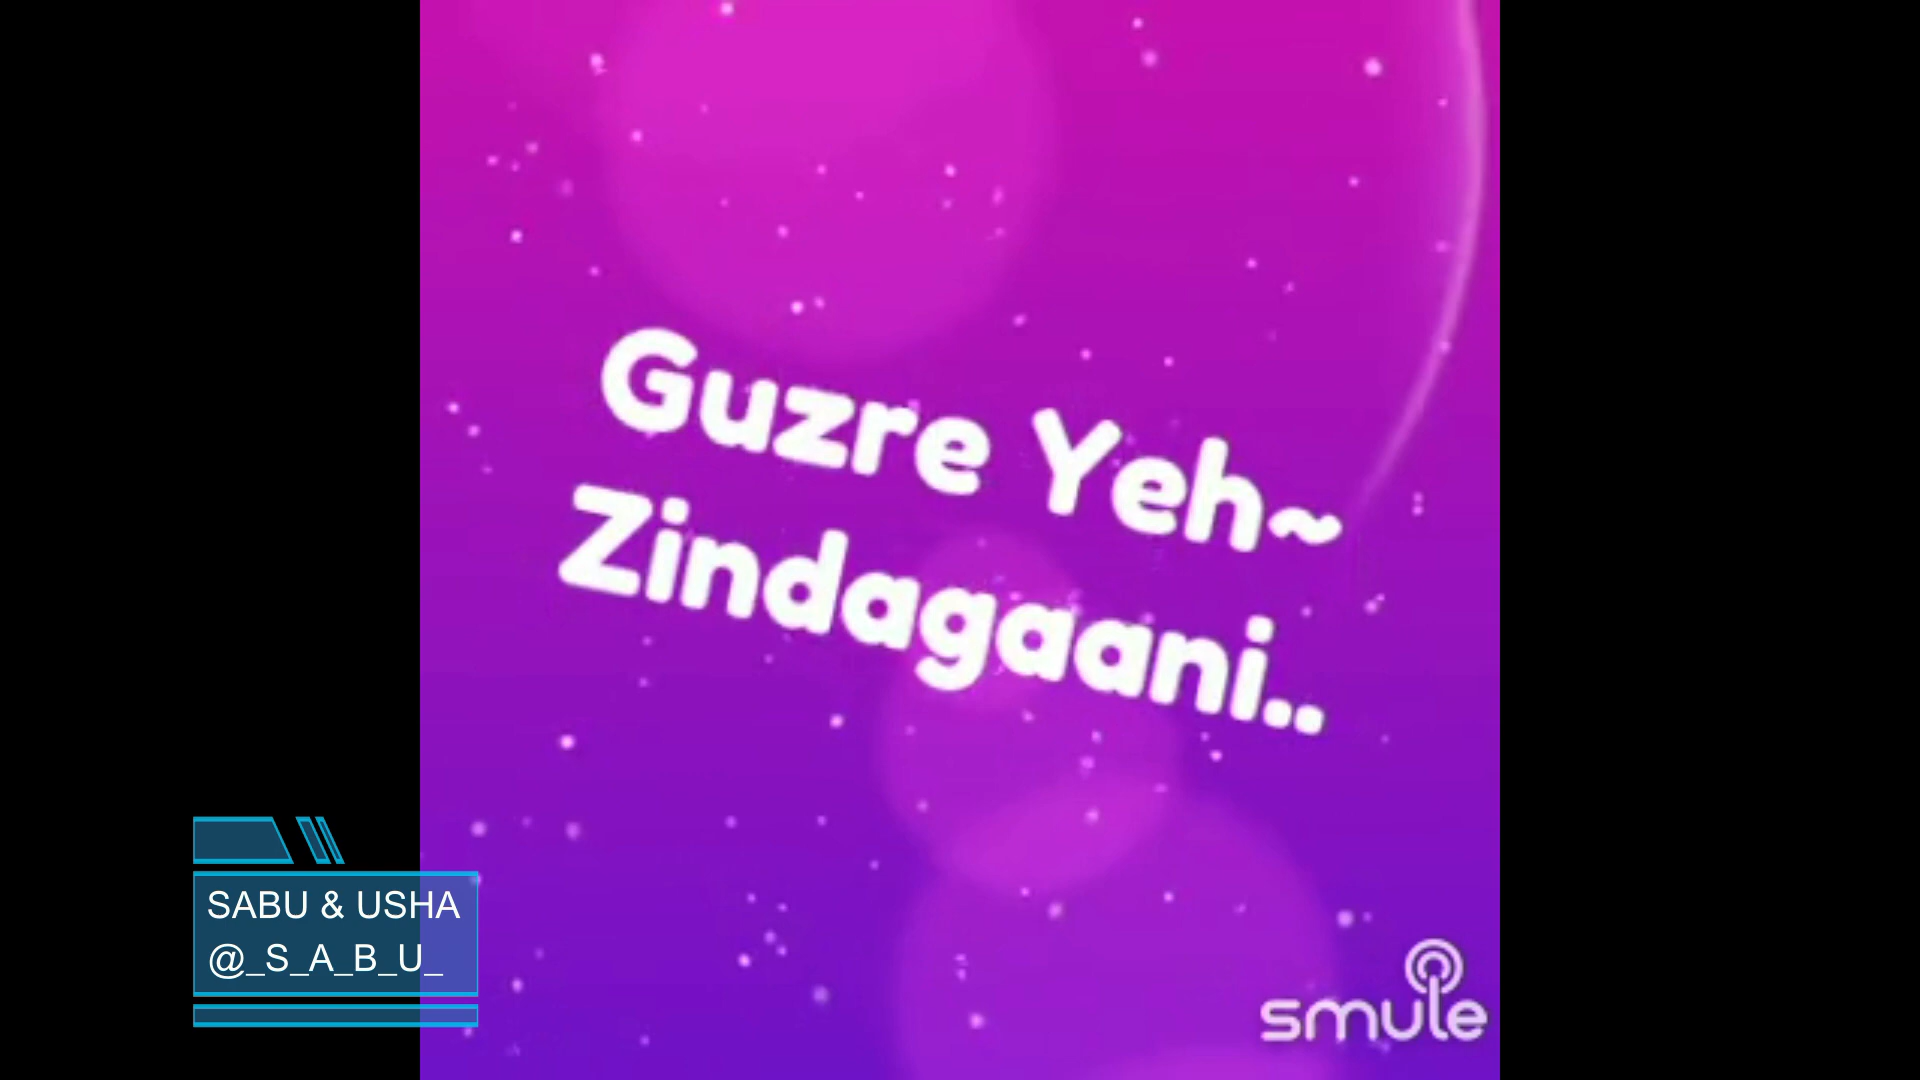 Guzre Yeh~
Zindagaani..
SABU & USHA
@_S_A_B_U_
smule